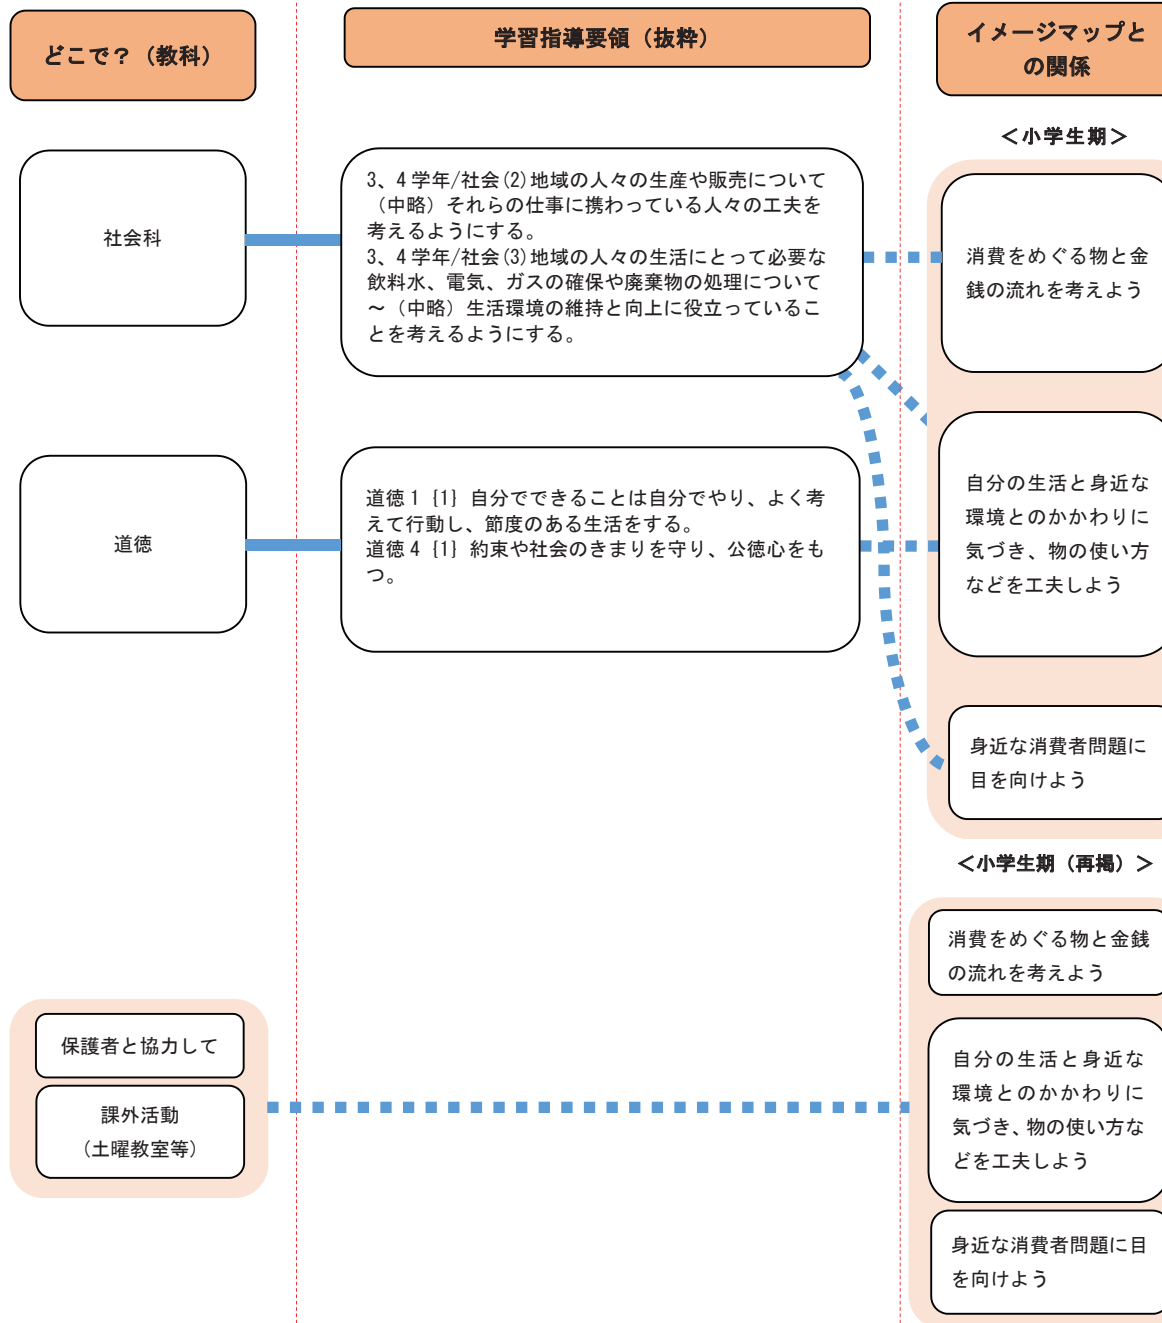 どこで？（教科）
学習指導要領（抜粋）
イメージマップと
の関係
＜小学生期＞
社会科
3、4 学年/社会(2)地域の人々の生産や販売について
（中略）それらの仕事に携わっている人々の工夫を
考えるようにする。
3、4 学年/社会(3)地域の人々の生活にとって必要な
飲料水、電気、ガスの確保や廃棄物の処理について
～（中略）生活環境の維持と向上に役立っているこ
とを考えるようにする。
消費をめぐる物と金
銭の流れを考えよう
道徳
道徳 1 {1} 自分でできることは自分でやり、よく考
えて行動し、節度のある生活をする。
道徳 4 {1} 約束や社会のきまりを守り、公徳心をも
つ。
自分の生活と身近な
環境とのかかわりに
気づき、物の使い方
などを工夫しよう
身近な消費者問題に
目を向けよう
＜小学生期（再掲）＞
保護者と協力して
課外活動
（土曜教室等）
消費をめぐる物と金銭
の流れを考えよう
自分の生活と身近な
環境とのかかわりに
気づき、物の使い方な
どを工夫しよう
身近な消費者問題に目
を向けよう